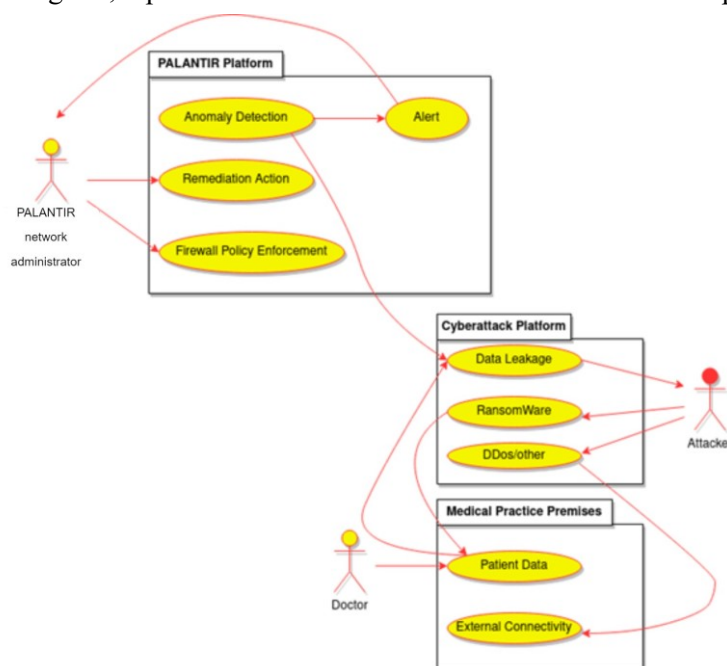 PALANTIR Platform
Anomaly Detection
Alert
Remediation Action
PALANTIR
network
administrator
Firewall Policy Enforcement
Cyberattack Platform
Data Leakage
RansomWare
Attacke
DDos/other
Medical Practice Premises
Patient Data
Doctor
External Connectivity